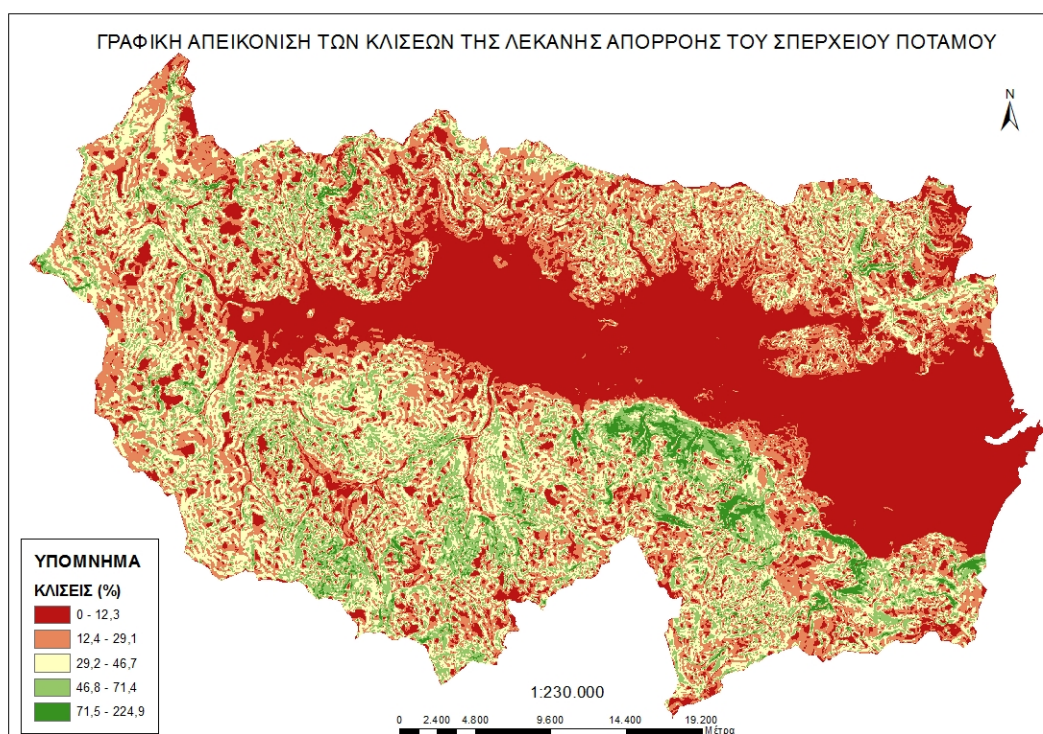 ΓΡΑΦΙΚΗ ΑΠΕΙΚΟΝΙΣΗ ΤΩΝ ΚΛΙΣΕΩΝ ΤΗΣ ΛΕΚΑΝΗΣ ΑΠΟΡΡΟΗΣ ΤΟΥ ΣΠΕΡΧΕΙΟΥ ΠΟΤΑΜΟΥ
N
ΥΠΟΜΝΗΜΑ
ΚΛΙΣΕΙΣ (%)
0 - 12,3
12,4 - 29,1
29,2 - 46,7
46,8 - 71,4
71,5 - 224,9
1:230.000
0 2.400 4.800 9.600 14.400 19.200
Μέτρα